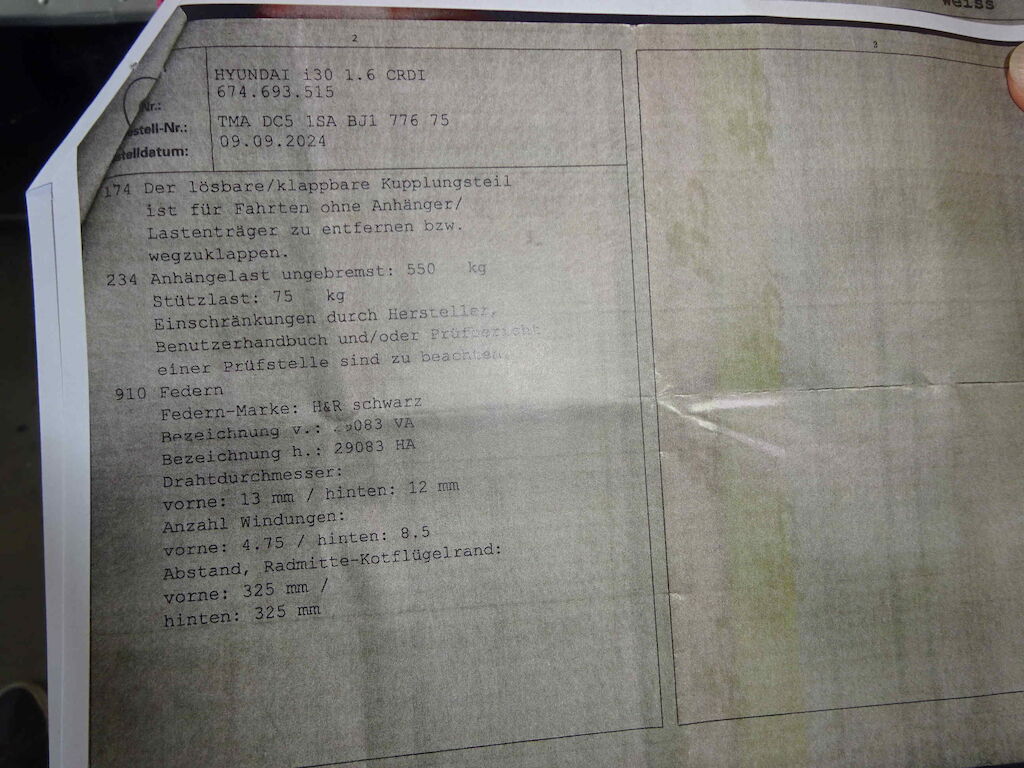 weiss
2
3
HYUNDAI i30 1.6 CRDI
Nr.: 674.693.515
TMA DC5 1SA BJ1 776 75
09.09.2024
174 Der lösbare/klappbare Kupplungsteil
ist für Fahrten ohne Anhänger/
Lastenträger zu entfernen bzw.
wegzuklappen.
234 Anhängelast ungebremst: 550 kg
Stützlast: 75 kg
Einschränkungen durch Hersteller,
Benutzerhandbuch und/oder Prüfbericht
einer Prüfstelle sind zu beachten.
910 Federn
Federn-Marke: H&R schwarz
Bezeichnung v.: 29083 VA
Bezeichnung h.: 29083 HA
Drahtdurchmesser:
vorne: 13 mm / hinten: 12 mm
Anzahl Windungen:
vorne: 4.75 / hinten: 8.5
Abstand, Radmitte-Kotflügelrand:
vorne: 325 mm /
hinten: 325 mm